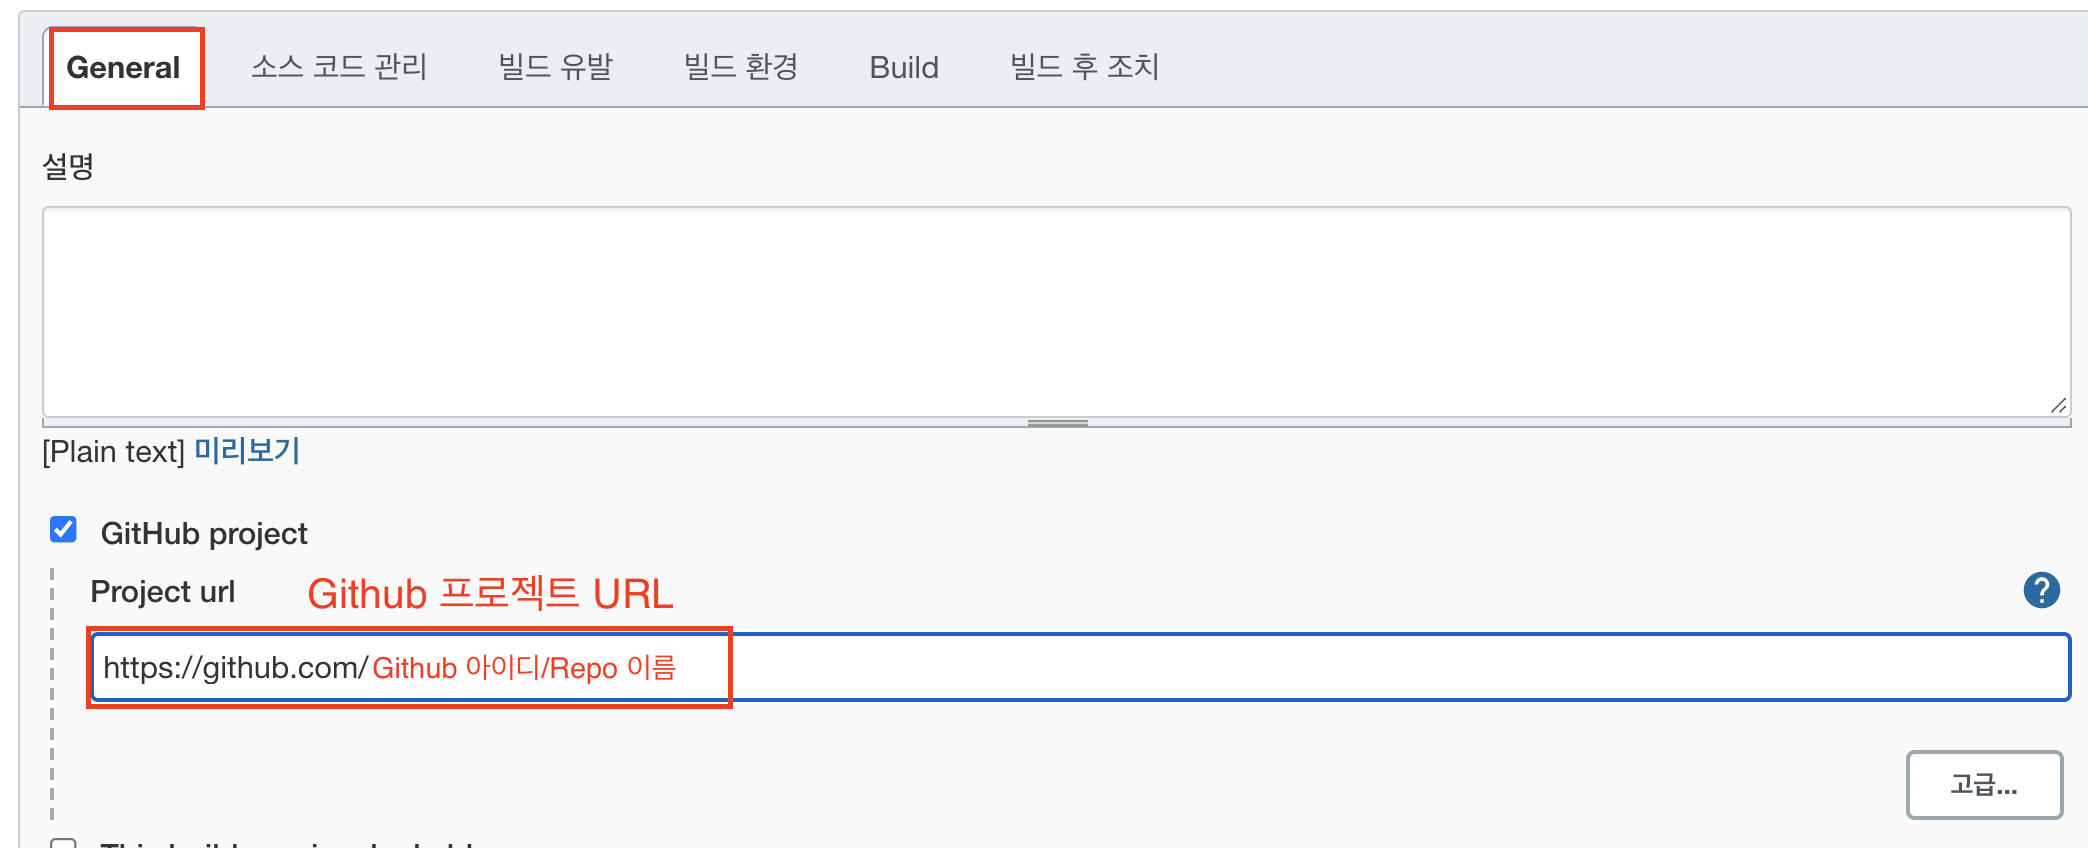 General 소스 코드 관리 빌드 유발 빌드 환경 Build 빌드 후 조치
설명
[Plain text] 미리보기
GitHub project
Project url Github 프로젝트 URL
?
https://github.com/Github 아이디/Repo 이름
고급...